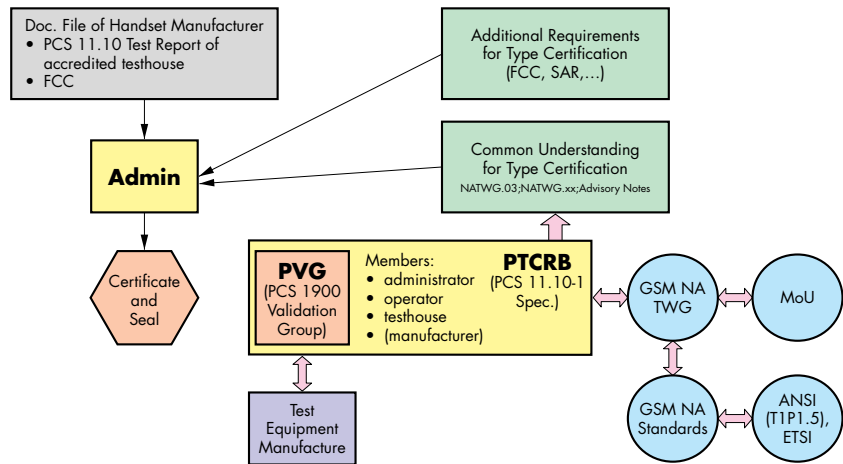 Doc. File of Handset Manufacturer
• PCS 11.10 Test Report of
accredited testhouse
• FCC
Additional Requirements
for Type Certification
(FCC, SAR,...)
Admin
Common Understanding
for Type Certification
NATWG.03;NATWG.xx;Advisory Notes
Certificate
and
Seal
PVG
(PCS 1900
Validation
Group)
Members:
• administrator
• operator
• testhouse
• (manufacturer)
PTCRB
(PCS 11.10-1
Spec.)
GSM NA
TWG
MoU
Test
Equipment
Manufacture
GSM NA
Standards
ANSI
(T1P1.5),
ETSI